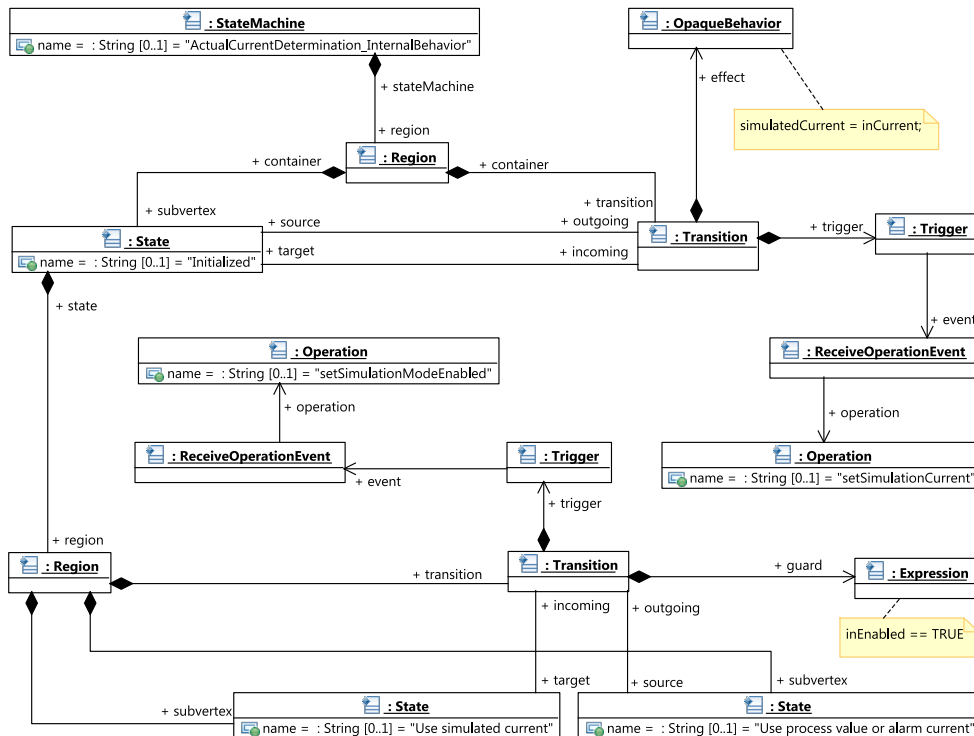 : StateMachine
name = : String [0..1] = "ActualCurrentDetermination_InternalBehavior"
: OpaqueBehavior
+ effect
simulatedCurrent = inCurrent;
+ stateMachine
+ region
: Region
+ container
+ container
+ subvertex
+ transition
+ source
+ outgoing
+ target
+ incoming
: State
name = : String [0..1] = "Initialized"
: Transition
+ trigger
: Trigger
+ state
+ event
: ReceiveOperationEvent
: Operation
name = : String [0..1] = "setSimulationModeEnabled"
+ operation
+ operation
: ReceiveOperationEvent
+ event
: Trigger
: Operation
name = : String [0..1] = "setSimulationCurrent"
+ trigger
+ region
: Region
+ transition
: Transition
+ guard
: Expression
+ incoming
+ outgoing
inEnabled == TRUE
+ target
+ source
+ subvertex
+ subvertex
: State
name = : String [0..1] = "Use simulated current"
: State
name = : String [0..1] = "Use process value or alarm current"